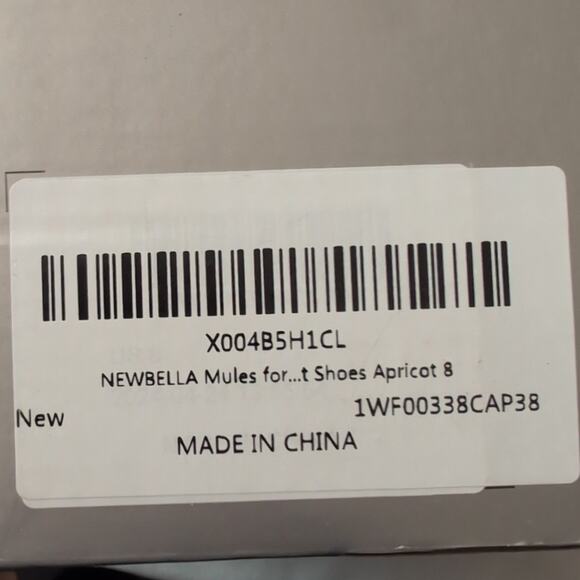 X004B5H1CL
NEWBELLA Mules for...t Shoes Apricot 8
New
1WF00338CAP38
MADE IN CHINA